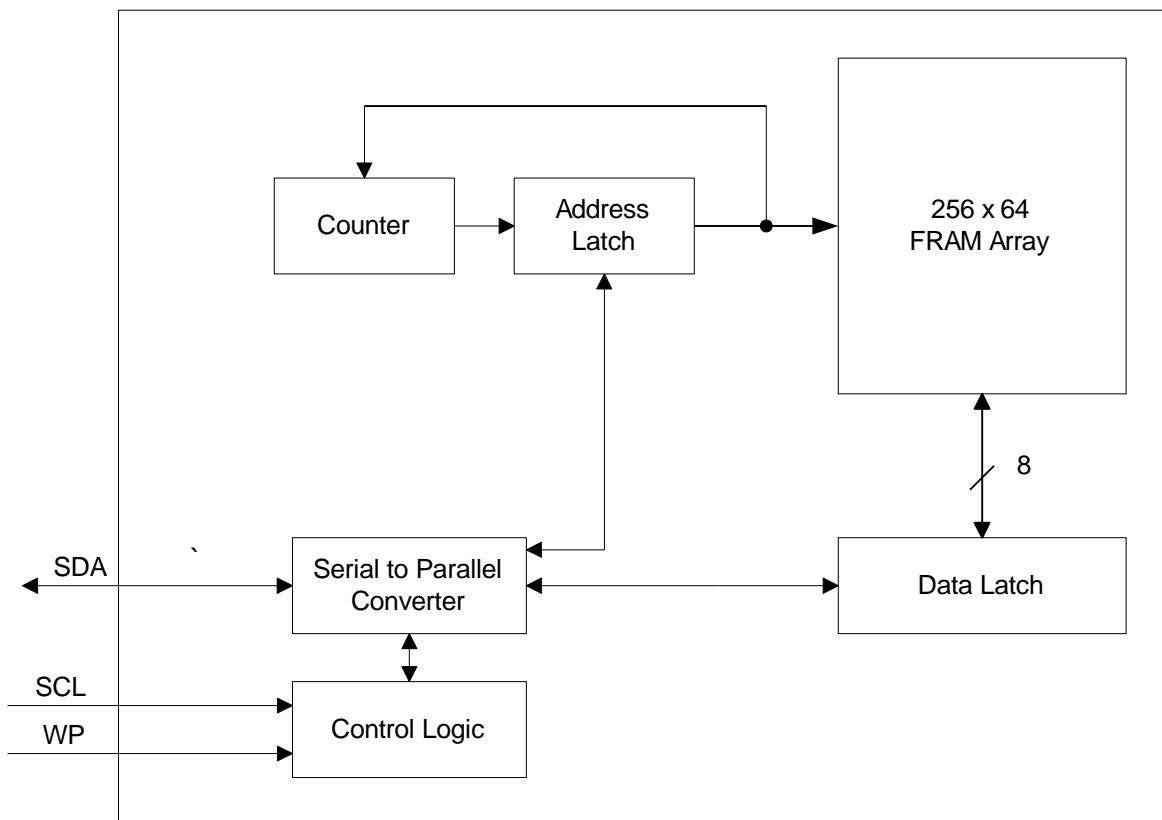 Counter
Address
Latch
256 x 64
FRAM Array
8
SDA
`
Serial to Parallel
Converter
Data Latch
SCL
WP
Control Logic